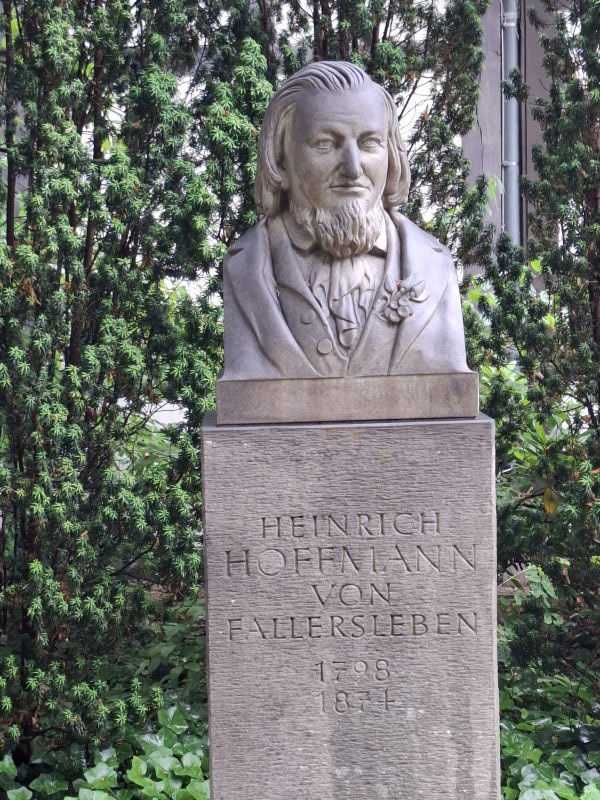 HEINRICH
HOFFMANN
VON
FALLERSLEBEN
1798
1874